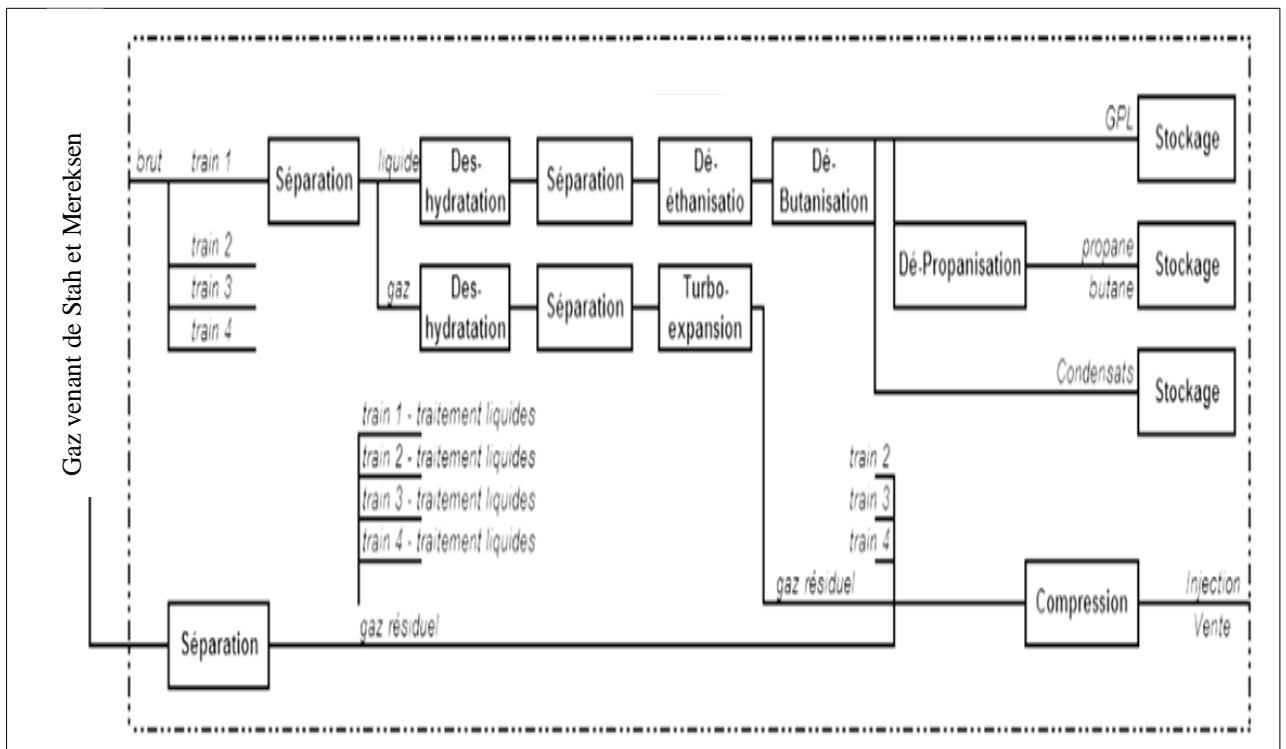 Gaz venant de Stah et Mereksen
brut
train 1
train 2
train 3
train 4
Séparation
liquide
gaz
Des-
hydratation
Séparation
Dé-
éthanisatio
Dé-
Butanisation
GPL
Stockage
Dé-Propanisation
propane
butane
Stockage
Des-
hydratation
Séparation
Turbo-
expansion
Condensats
Stockage
train 1 - traitement liquides
train 2 - traitement liquides
train 3 - traitement liquides
train 4 - traitement liquides
train 2
train 3
train 4
gaz résiduel
Compression
Injection
Vente
Séparation
gaz résiduel